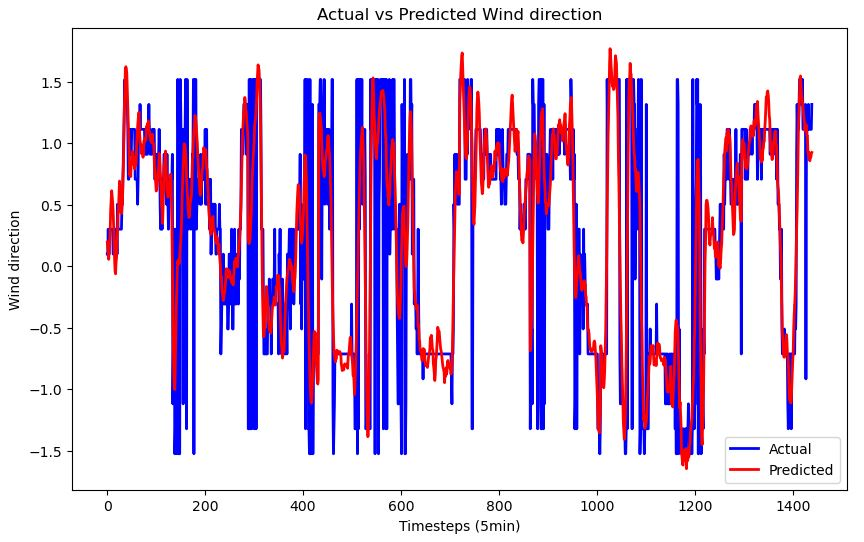 Actual vs Predicted Wind direction
Wind direction
1.5
1.0
0.5
0.0
−0.5
−1.0
−1.5
Actual
Predicted
0 200 400 600 800 1000 1200 1400
Timesteps (5min)